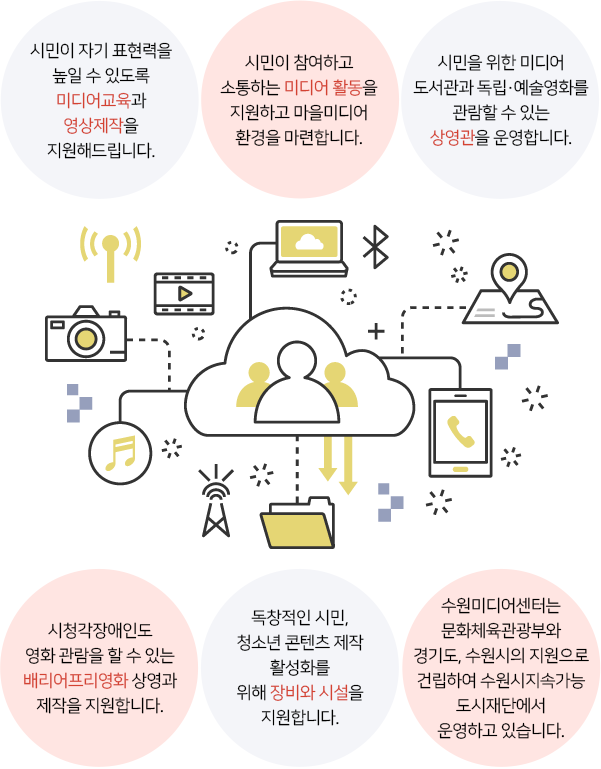 시민이 자기 표현력을
높일 수 있도록
미디어교육과
영상제작을
지원해드립니다.
시민이 참여하고
소통하는 미디어 활동을
지원하고 마을미디어
환경을 마련합니다.
시민을 위한 미디어
도서관과 독립·예술영화를
관람할 수 있는
상영관을 운영합니다.
시청각장애인도
영화 관람을 할 수 있는
배리어프리영화 상영과
제작을 지원합니다.
독창적인 시민,
청소년 콘텐츠 제작
활성화를
위해 장비와 시설을
지원합니다.
수원미디어센터는
문화체육관광부와
경기도, 수원시의 지원으로
건립하여 수원시지속가능
도시재단에서
운영하고 있습니다.